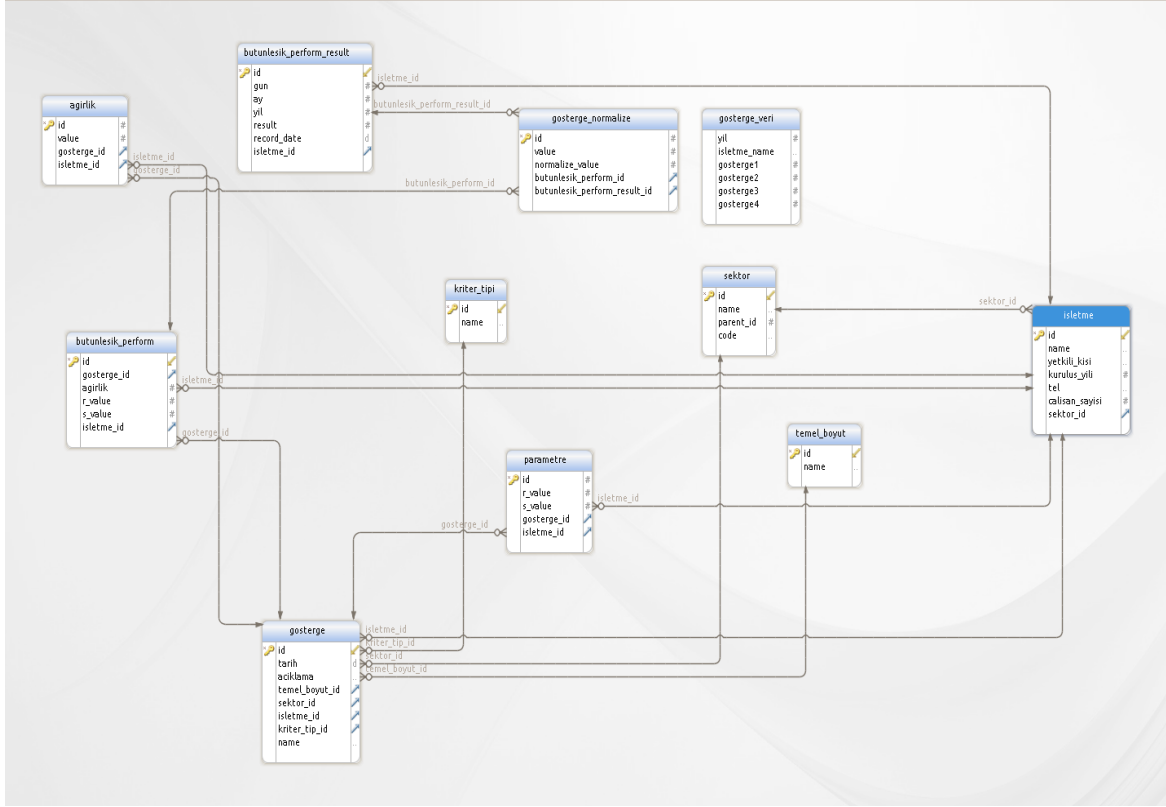 butunlesik_perform_result
id
gun
ay
yil
result
record_date
isletme_id
isletme_id
agirlik
id
value
gosterge_id
isletme_id
isletme_id
gosterge_id
butunlesik_perform_result_id
gosterge_normalize
id
value
normalize_value
butunlesik_perform_id
butunlesik_perform_result_id
butunlesik_perform_id
gosterge_veri
yil
isletme_name
gosterge1
gosterge2
gosterge3
gosterge4
kriter_tipi
id
name
sektor
id
name
parent_id
code
sektor_id
isletme
id
name
yetkili_kisi
kurulus_yili
tel
calisan_sayisi
sektor_id
butunlesik_perform
id
gosterge_id
agirlik
r_value
s_value
isletme_id
isletme_id
gosterge_id
temel_boyut
id
name
parametre
id
r_value
s_value
gosterge_id
isletme_id
isletme_id
gosterge_id
gosterge
id
tarih
aciklama
temel_boyut_id
sektor_id
isletme_id
kriter_tip_id
name
isletme_id
kriter_tip_id
sektor_id
temel_boyut_id